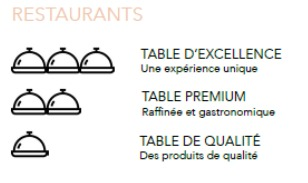 RESTAURANTS
TABLE D'EXCELLENCE
Une expérience unique
TABLE PREMIUM
Raffinée et gastronomique
TABLE DE QUALITÉ
Des produits de qualité